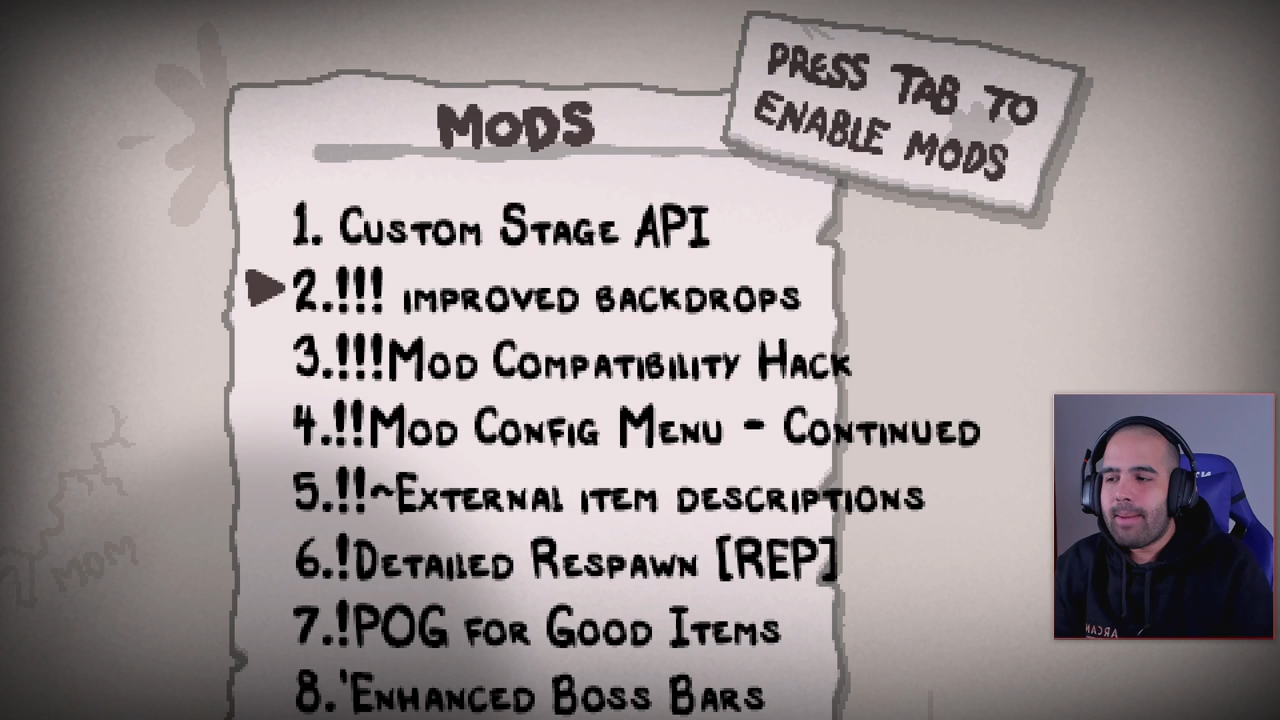 PRESS TAB TO
ENABLE MODS
MODS
1. Custom Stage API
2.!!! improved backdrops
3.!!!Mod Compatibility Hack
4.!!Mod Config Menu - Continued
5.!!~External item descriptions
6.!Detailed Respawn [REP]
7.!POG for Good Items
8.'Enhanced Boss Bars
MOM
ARCAN